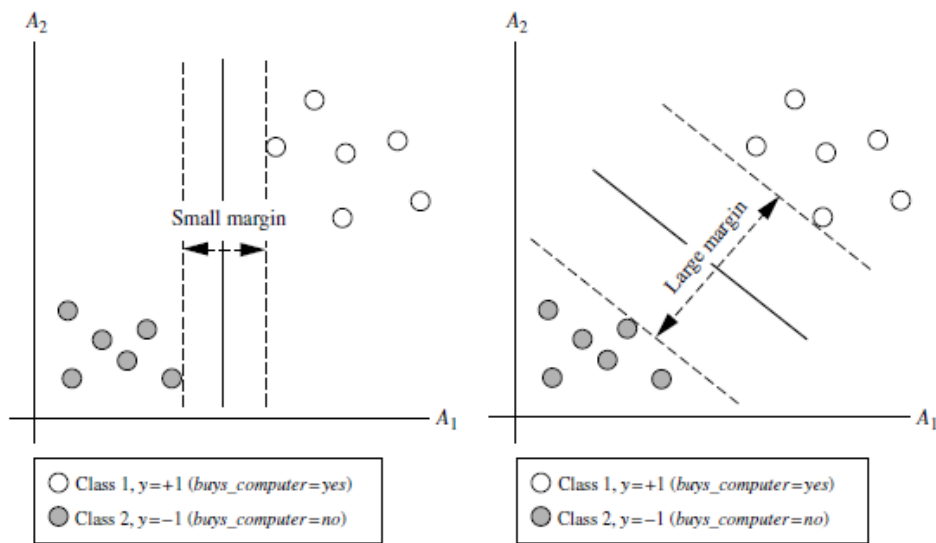 A₂
Small margin
A₁
Class 1, y=+1 (buys_computer=yes)
Class 2, y=−1 (buys_computer=no)
A₂
Large margin
A₁
Class 1, y=+1 (buys_computer=yes)
Class 2, y=−1 (buys_computer=no)